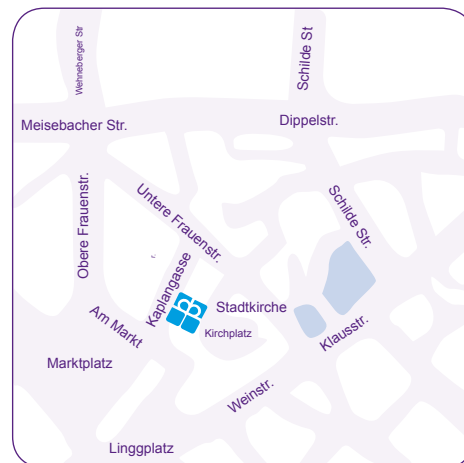 Wehneberger Str
Schilde St
Meisebacher Str.
Dippelstr.
Obere Frauenstr.
Untere Frauenstr.
Schilde Str.
Kaplangasse
Am Markt
Stadtkirche
Kirchplatz
Klausstr.
Marktplatz
Weinstr.
Linggplatz